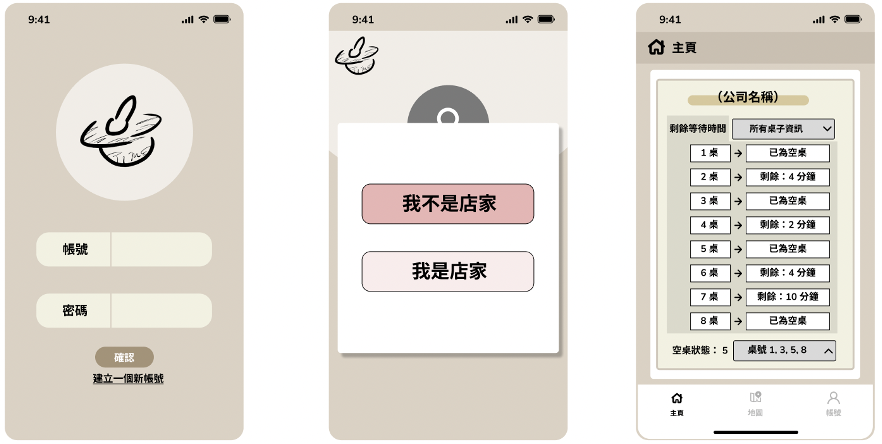 9:41
帳號
密碼
確認
建立一個新帳號
9:41
我不是店家
我是店家
9:41
主頁
(公司名稱)
剩餘等待時間 所有桌子資訊
1 桌 → 已為空桌
2 桌 → 剩餘：4 分鐘
3 桌 → 已為空桌
4 桌 → 剩餘：2 分鐘
5 桌 → 已為空桌
6 桌 → 剩餘：4 分鐘
7 桌 → 剩餘：10 分鐘
8 桌 → 已為空桌
空桌狀態： 5 桌號 1, 3, 5, 8
主頁 地圖 帳號